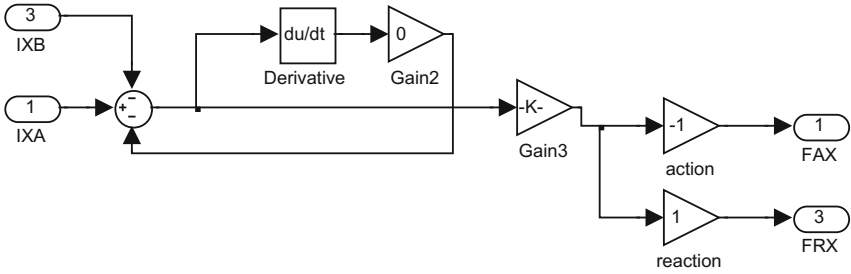 3
IXB
du/dt
Derivative
0
Gain2
1
IXA
+
−
−
-K-
Gain3
-1
action
1
FAX
1
reaction
3
FRX